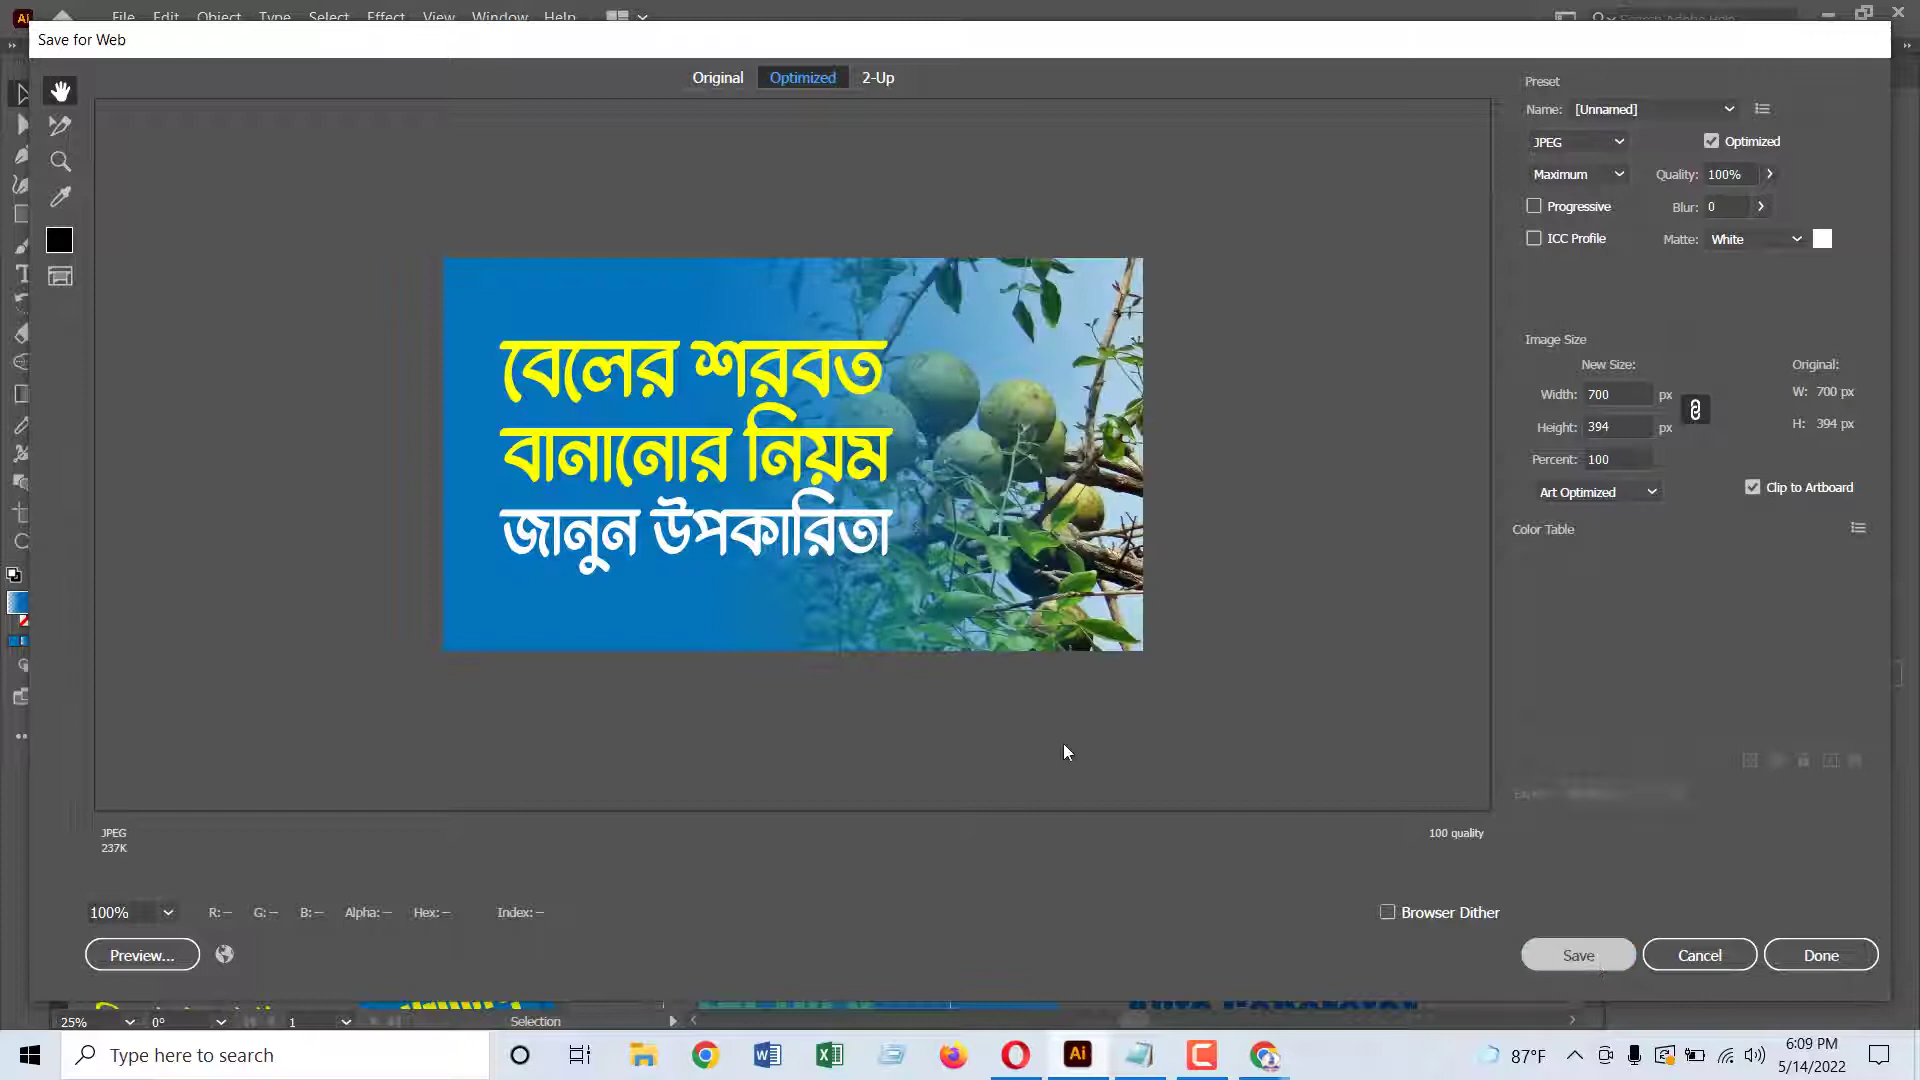 File Edit Object Type Select Effect View Window Help
Search Adobe Help
Save for Web
Original Optimized 2-Up
Preset
Name: [Unnamed]
JPEG Optimized
Maximum Quality: 100%
Progressive Blur: 0
ICC Profile Matte: White
বেলের শরবত
বানানোর নিয়ম
জানুন উপকারিতা
Image Size
New Size: Original:
Width: 700 px W: 700 px
Height: 394 px H: 394 px
Percent: 100
Art Optimized Clip to Artboard
Color Table
JPEG 100 quality
237K
100% R: -- G: -- B: -- Alpha: -- Hex: -- Index: -- Browser Dither
Preview... Save Cancel Done
25% 0° 1 Selection
Type here to search
87°F 6:09 PM
5/14/2022